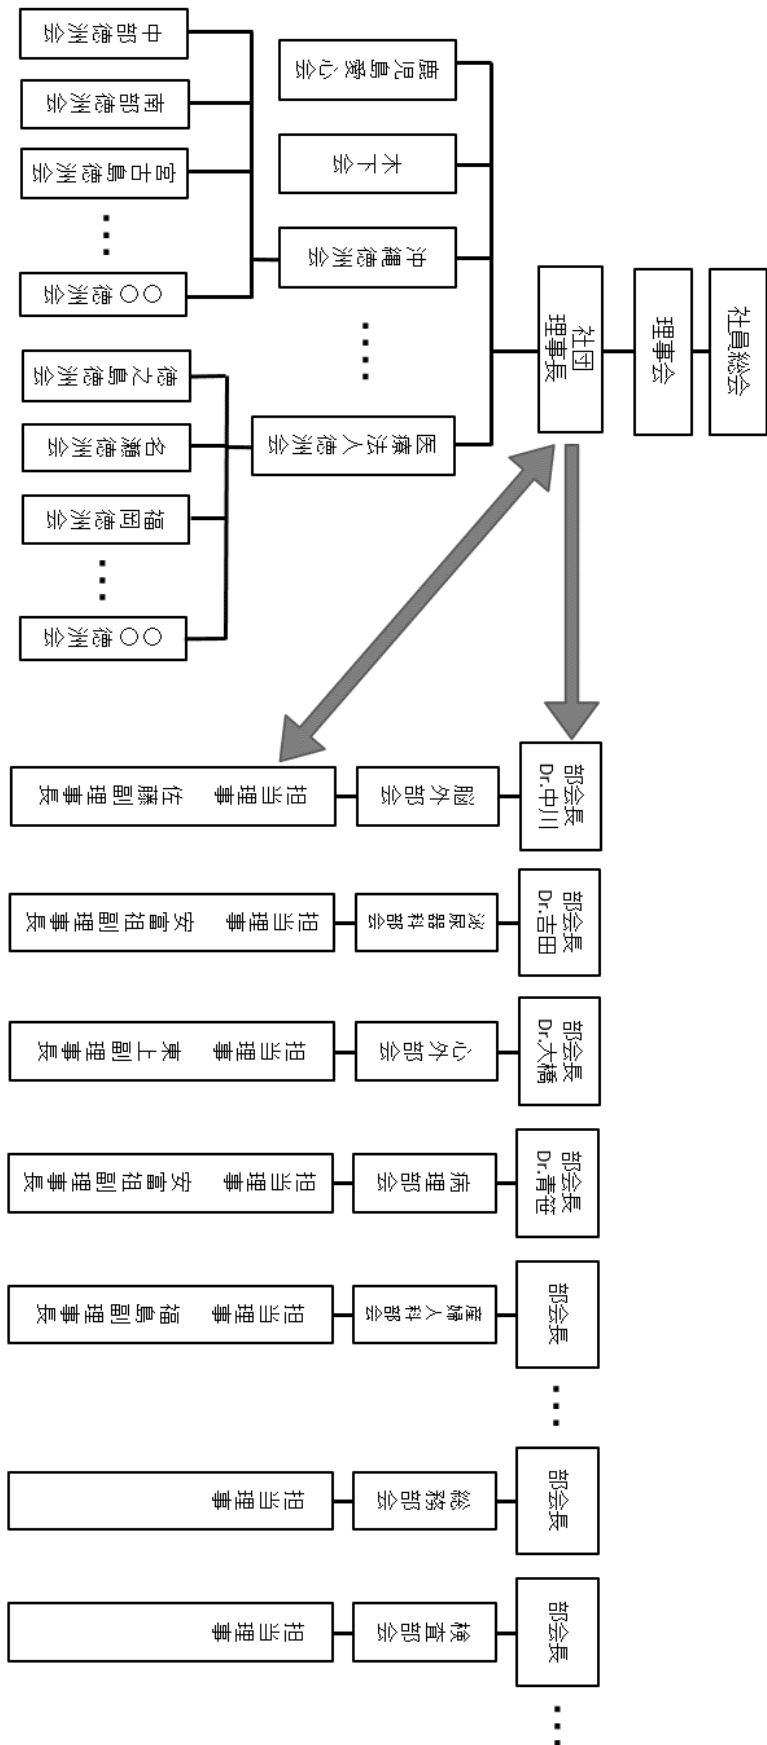 社員総会
理事会
社団
理事長
鹿児島愛心会
木下会
沖縄徳洲会
・・・・
医療法人徳洲会
中部徳洲会
南部徳洲会
宮古島徳洲会
・・・
○○徳洲会
徳之島徳洲会
名瀬徳洲会
福岡徳洲会
・・・
○○徳洲会
部会長
Dr.中川
脳外部会
担当理事 佐藤副理事長
部会長
Dr.吉田
泌尿器科部会
担当理事 安富祖副理事長
部会長
Dr.大橋
心外部会
担当理事 東上副理事長
部会長
Dr.青笹
病理部会
担当理事 安富祖副理事長
部会長
産婦人科部会
担当理事 福島副理事長
・・・
部会長
総務部会
担当理事
部会長
検査部会
担当理事
・・・